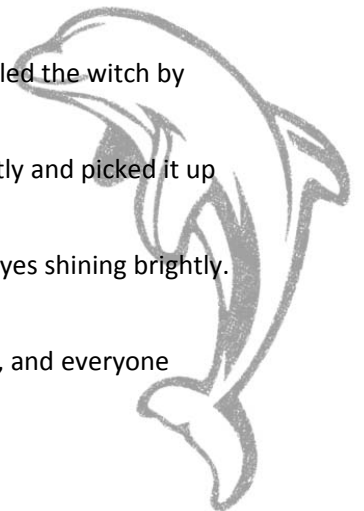 led the witch by
tly and picked it up
yes shining brightly.
, and everyone